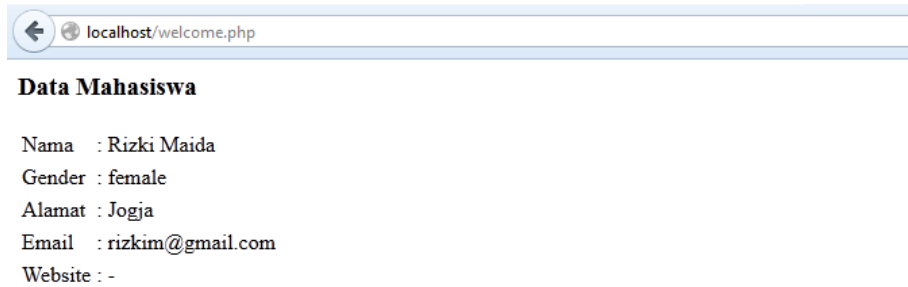 localhost/welcome.php
Data Mahasiswa
Nama : Rizki Maida
Gender : female
Alamat : Jogja
Email : rizkim@gmail.com
Website : -